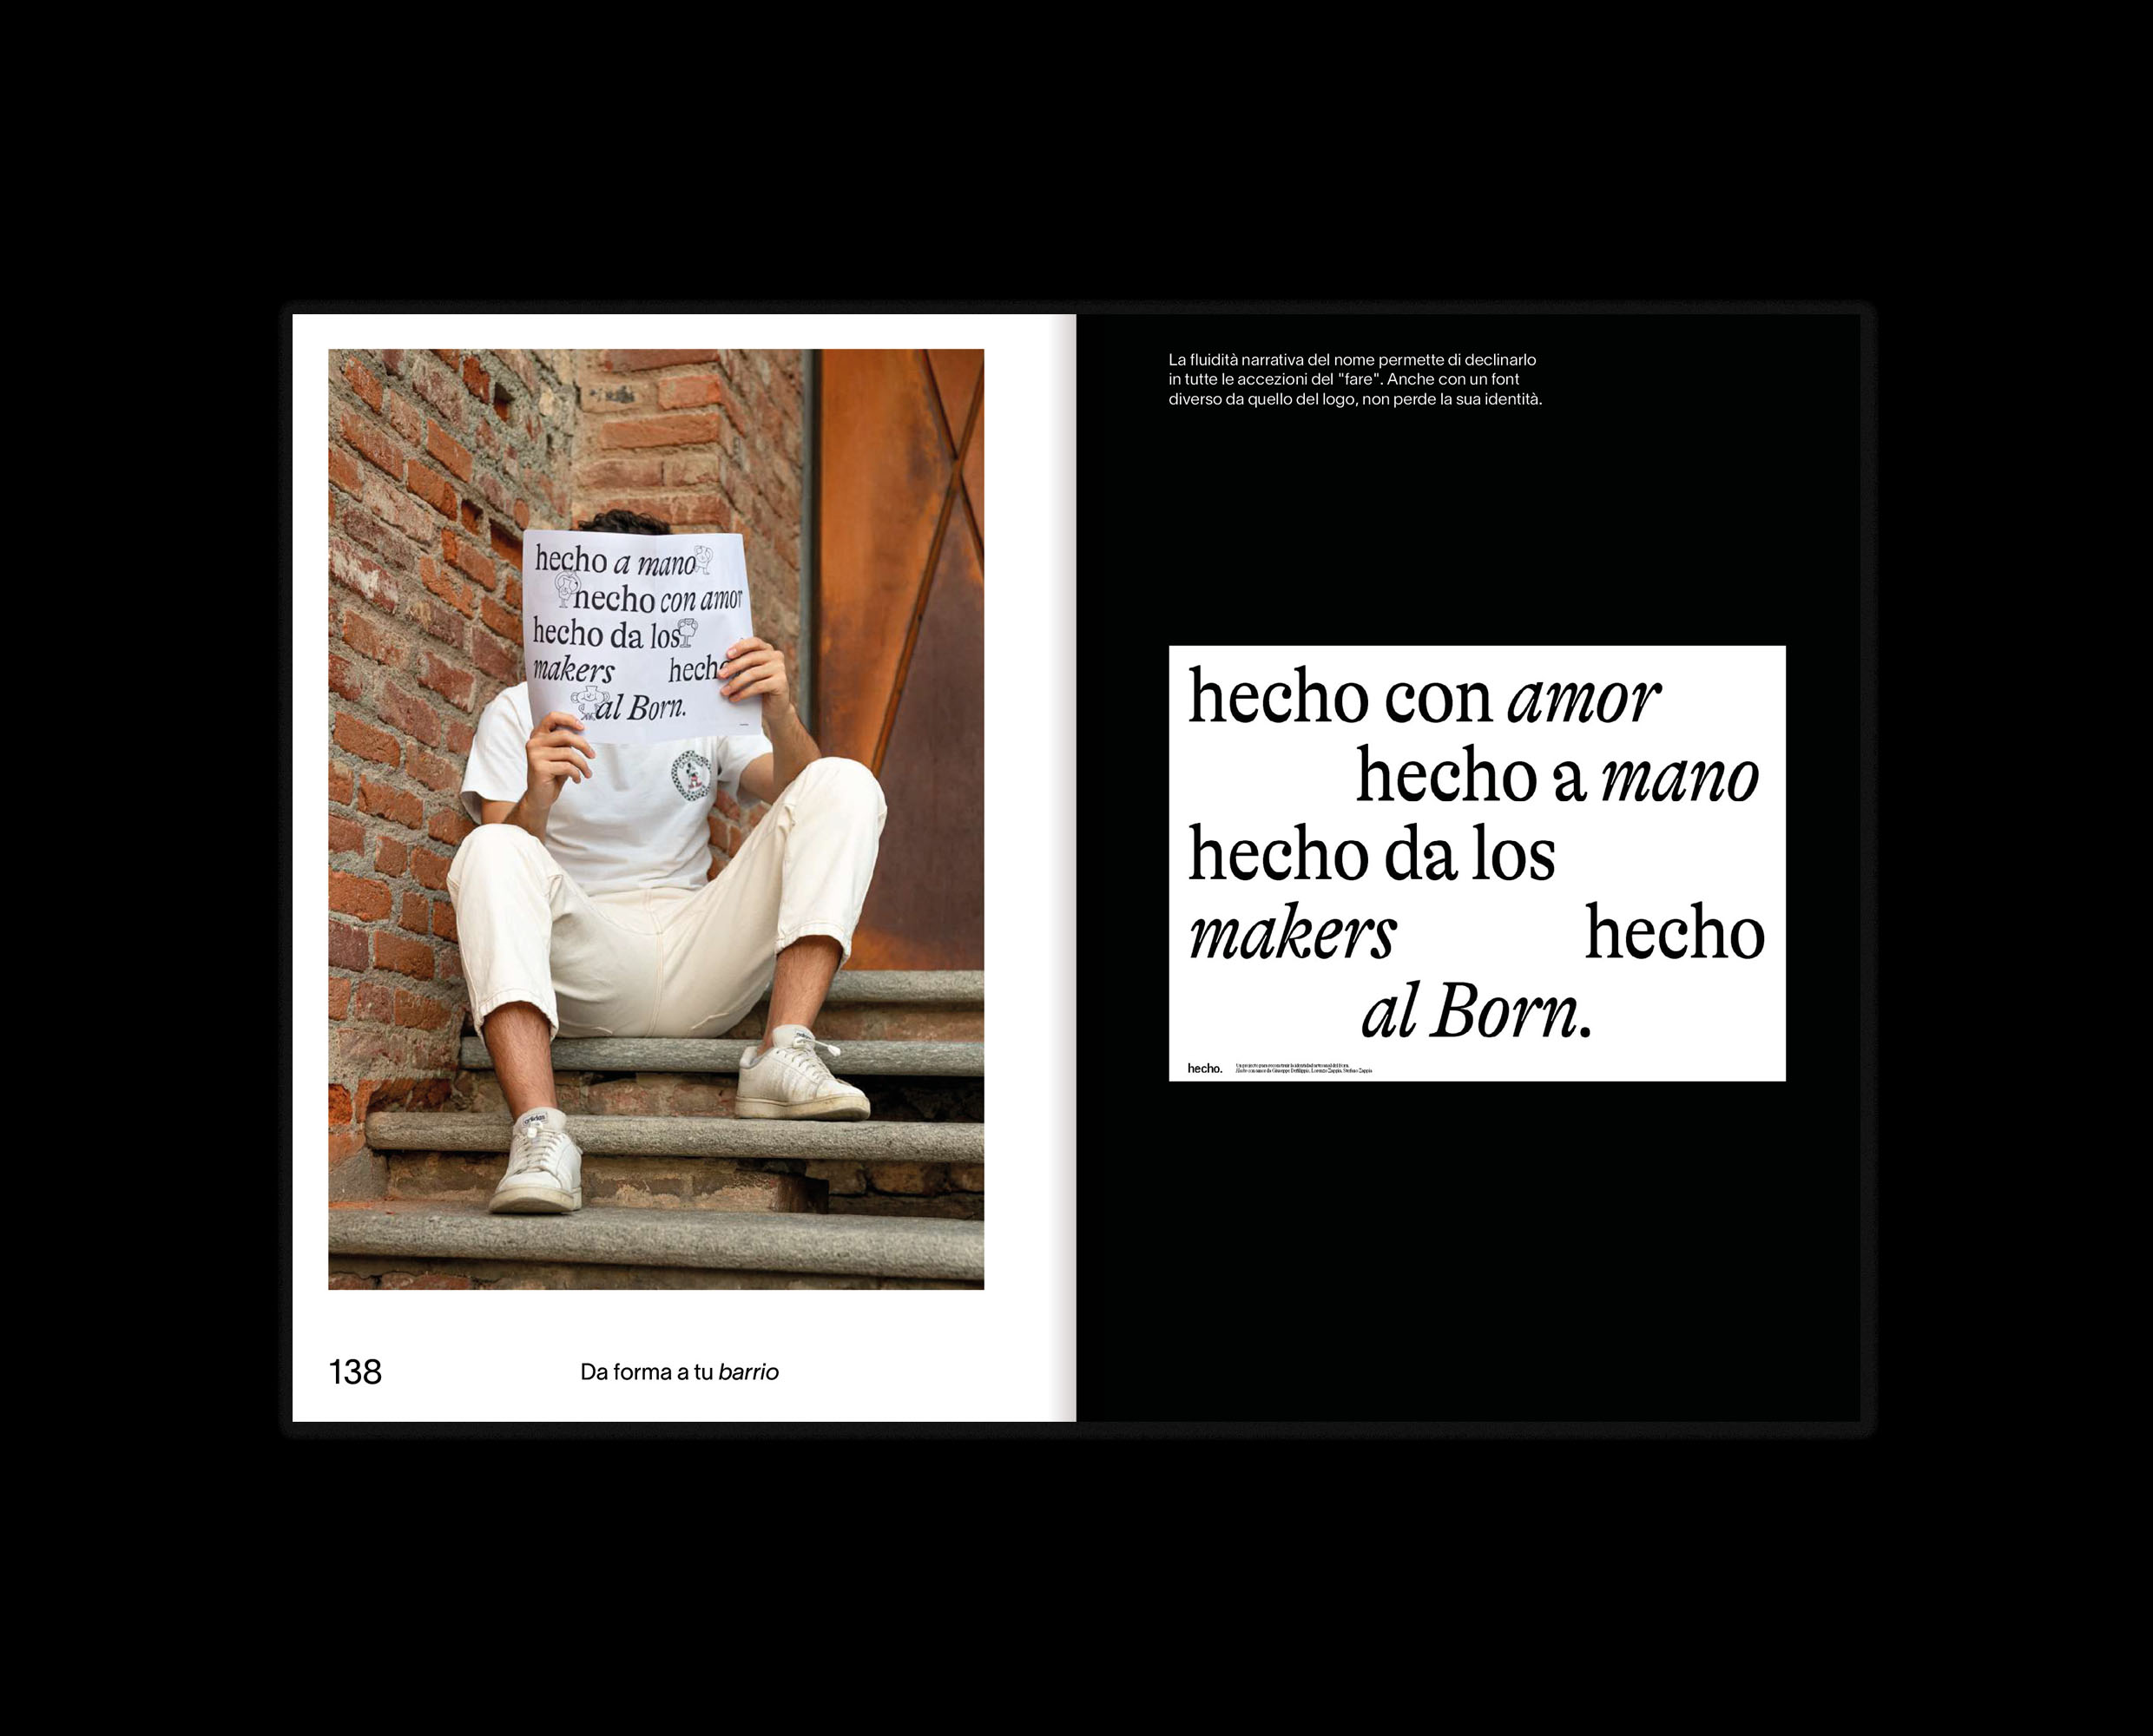 hecho a mano
hecho con amor
hecho da los
makers hecho
al Born.
138
Da forma a tu barrio
La fluidità narrativa del nome permette di declinarlo
in tutte le accezioni del "fare". Anche con un font
diverso da quello del logo, non perde la sua identità.
hecho con amor
hecho a mano
hecho da los
makers hecho
al Born.
hecho.